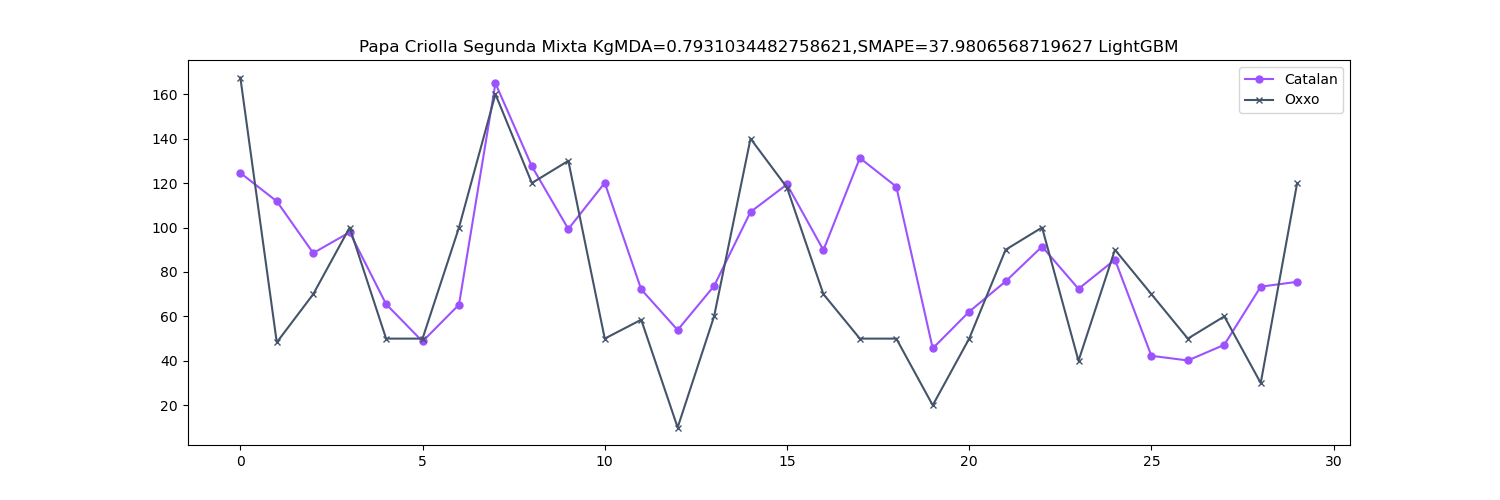 Papa Criolla Segunda Mixta KgMDA=0.7931034482758621,SMAPE=37.9806568719627 LightGBM
Catalan
Oxxo
160
140
120
100
80
60
40
20
0 5 10 15 20 25 30